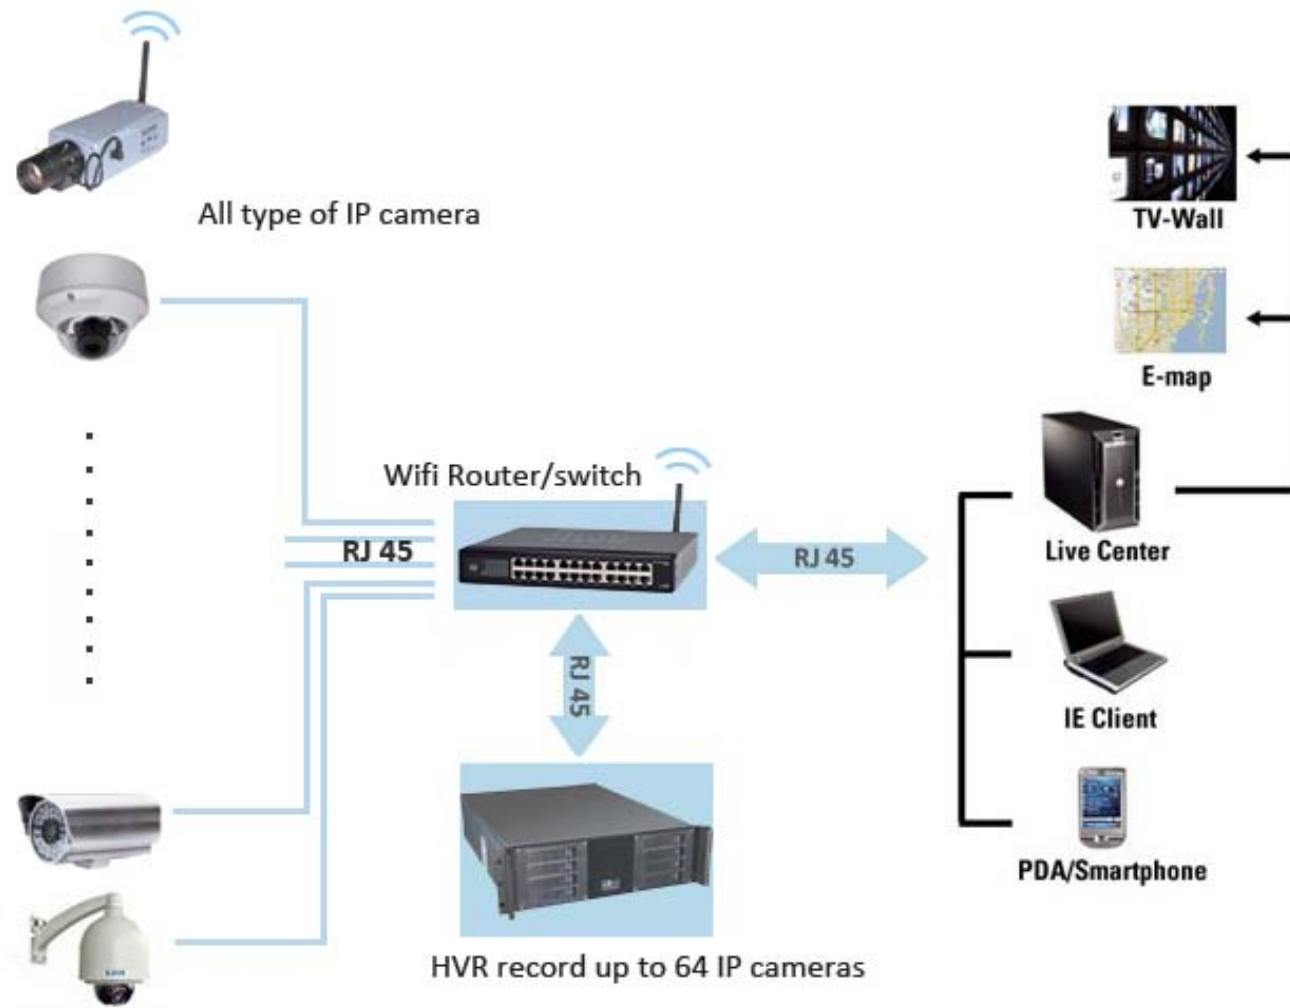 All type of IP camera
TV-Wall
E-map
Wifi Router/switch
RJ 45
RJ 45
Live Center
RJ 45
IE Client
PDA/Smartphone
HVR record up to 64 IP cameras